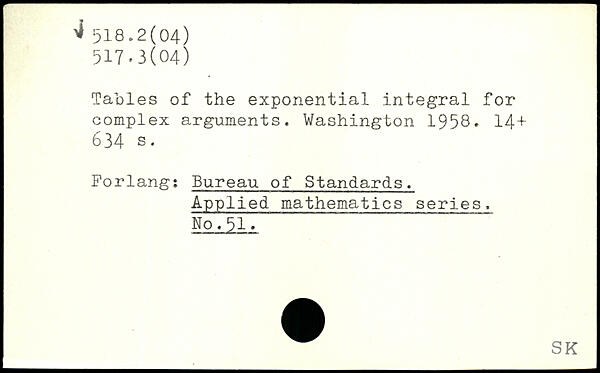 518.2(04)
517.3(04)
Tables of the exponential integral for
complex arguments. Washington 1958. 14+
634 s.
Forlang: Bureau of Standards.
Applied mathematics series.
No.51.
SK